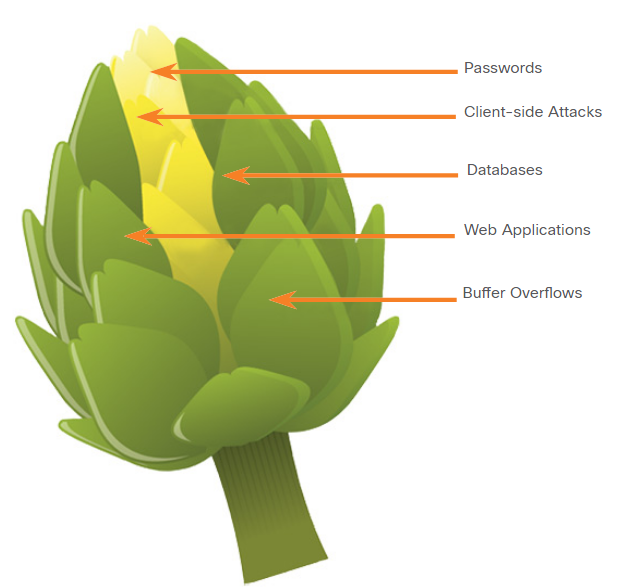 Passwords
Client-side Attacks
Databases
Web Applications
Buffer Overflows